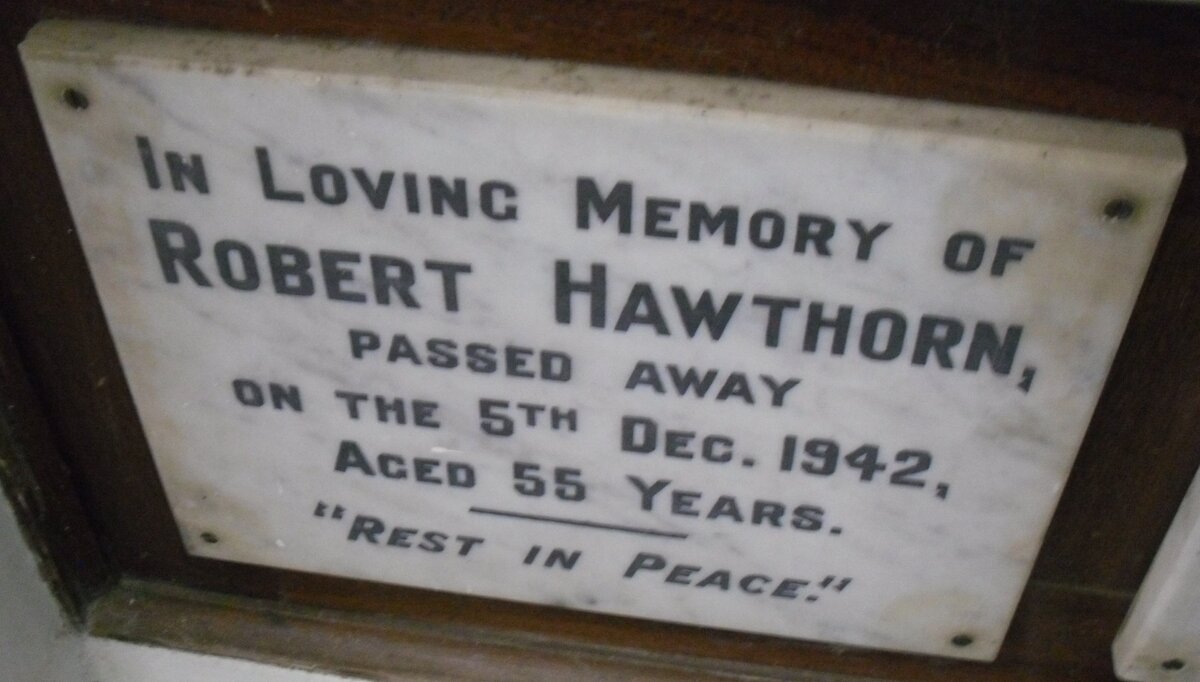 In Loving Memory of
Robert Hawthorn,
passed away
on the 5th Dec. 1942,
Aged 55 Years.
"Rest in Peace."